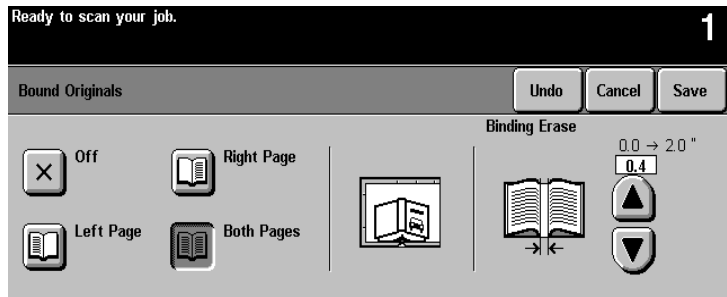 Ready to scan your job.
1
Bound Originals
Undo
Cancel
Save
Off
Right Page
Left Page
Both Pages
Binding Erase
0.0 → 2.0 "
0.4